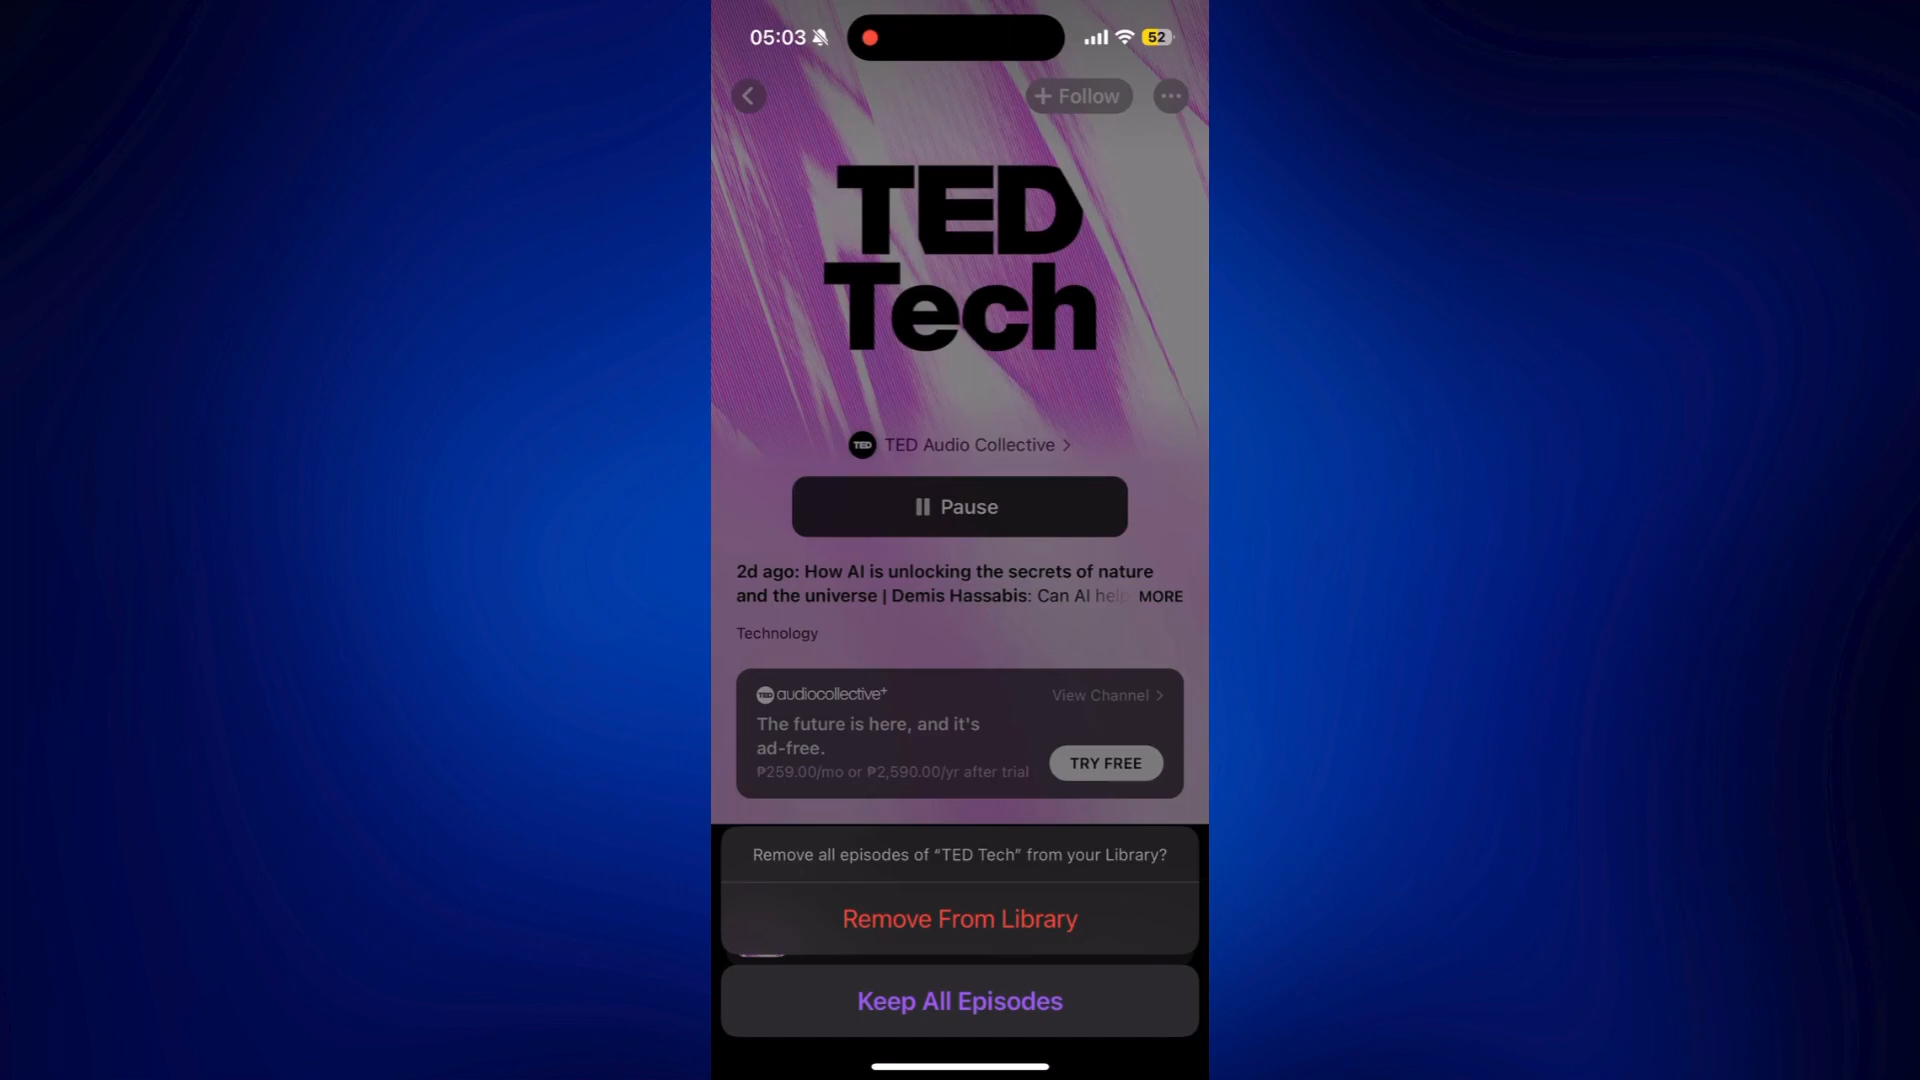 05:03
52
Follow
TED
Tech
TED TED Audio Collective
Pause
2d ago: How AI is unlocking the secrets of nature
and the universe | Demis Hassabis: Can AI help MORE
Technology
TED audiocollective+ View Channel
The future is here, and it's
ad-free.
₱259.00/mo or ₱2,590.00/yr after trial
TRY FREE
Remove all episodes of “TED Tech” from your Library?
Remove From Library
Keep All Episodes